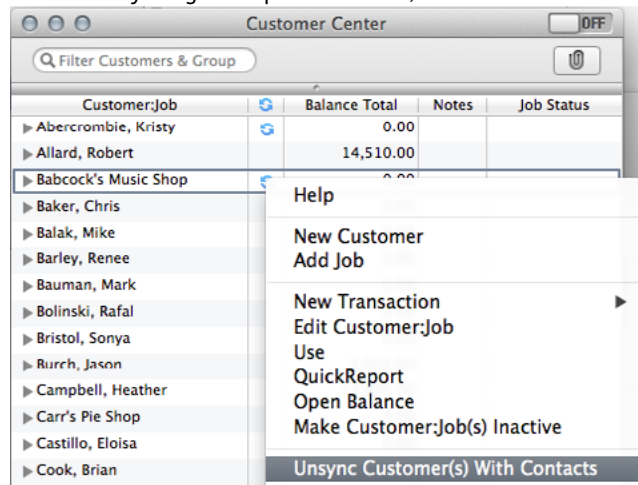 Customer Center
OFF
Filter Customers & Group
Customer:Job Balance Total Notes Job Status
Abercrombie, Kristy 0.00
Allard, Robert 14,510.00
Babcock's Music Shop 0.00
Baker, Chris
Balak, Mike
Barley, Renee
Bauman, Mark
Bolinski, Rafal
Bristol, Sonya
Burch, Jason
Campbell, Heather
Carr's Pie Shop
Castillo, Eloisa
Cook, Brian
Help
New Customer
Add Job
New Transaction
Edit Customer:Job
Use
QuickReport
Open Balance
Make Customer:Job(s) Inactive
Unsync Customer(s) With Contacts